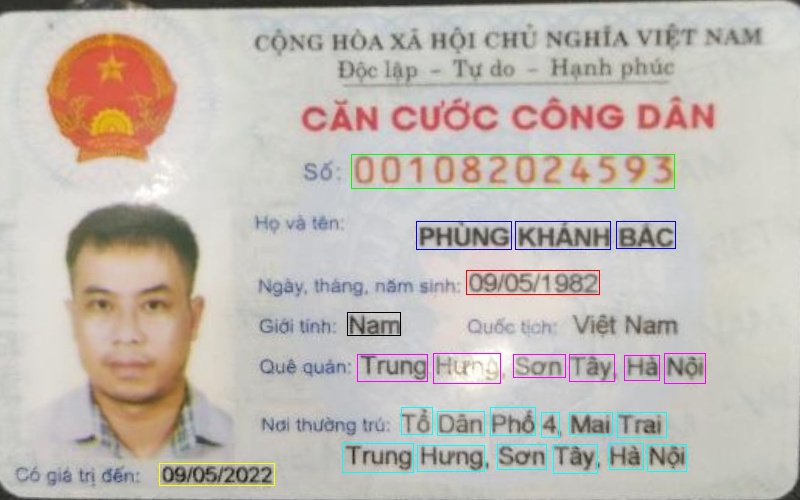 CỘNG HÒA XÃ HỘI CHỦ NGHĨA VIỆT NAM
Độc lập - Tự do - Hạnh phúc
CĂN CƯỚC CÔNG DÂN
Số: 001082024593
Họ và tên: PHÙNG KHÁNH BẮC
Ngày, tháng, năm sinh: 09/05/1982
Giới tính: Nam Quốc tịch: Việt Nam
Quê quán: Trung Hưng, Sơn Tây, Hà Nội
Nơi thường trú: Tổ Dân Phố 4, Mai Trai
Trung Hưng, Sơn Tây, Hà Nội
Có giá trị đến: 09/05/2022